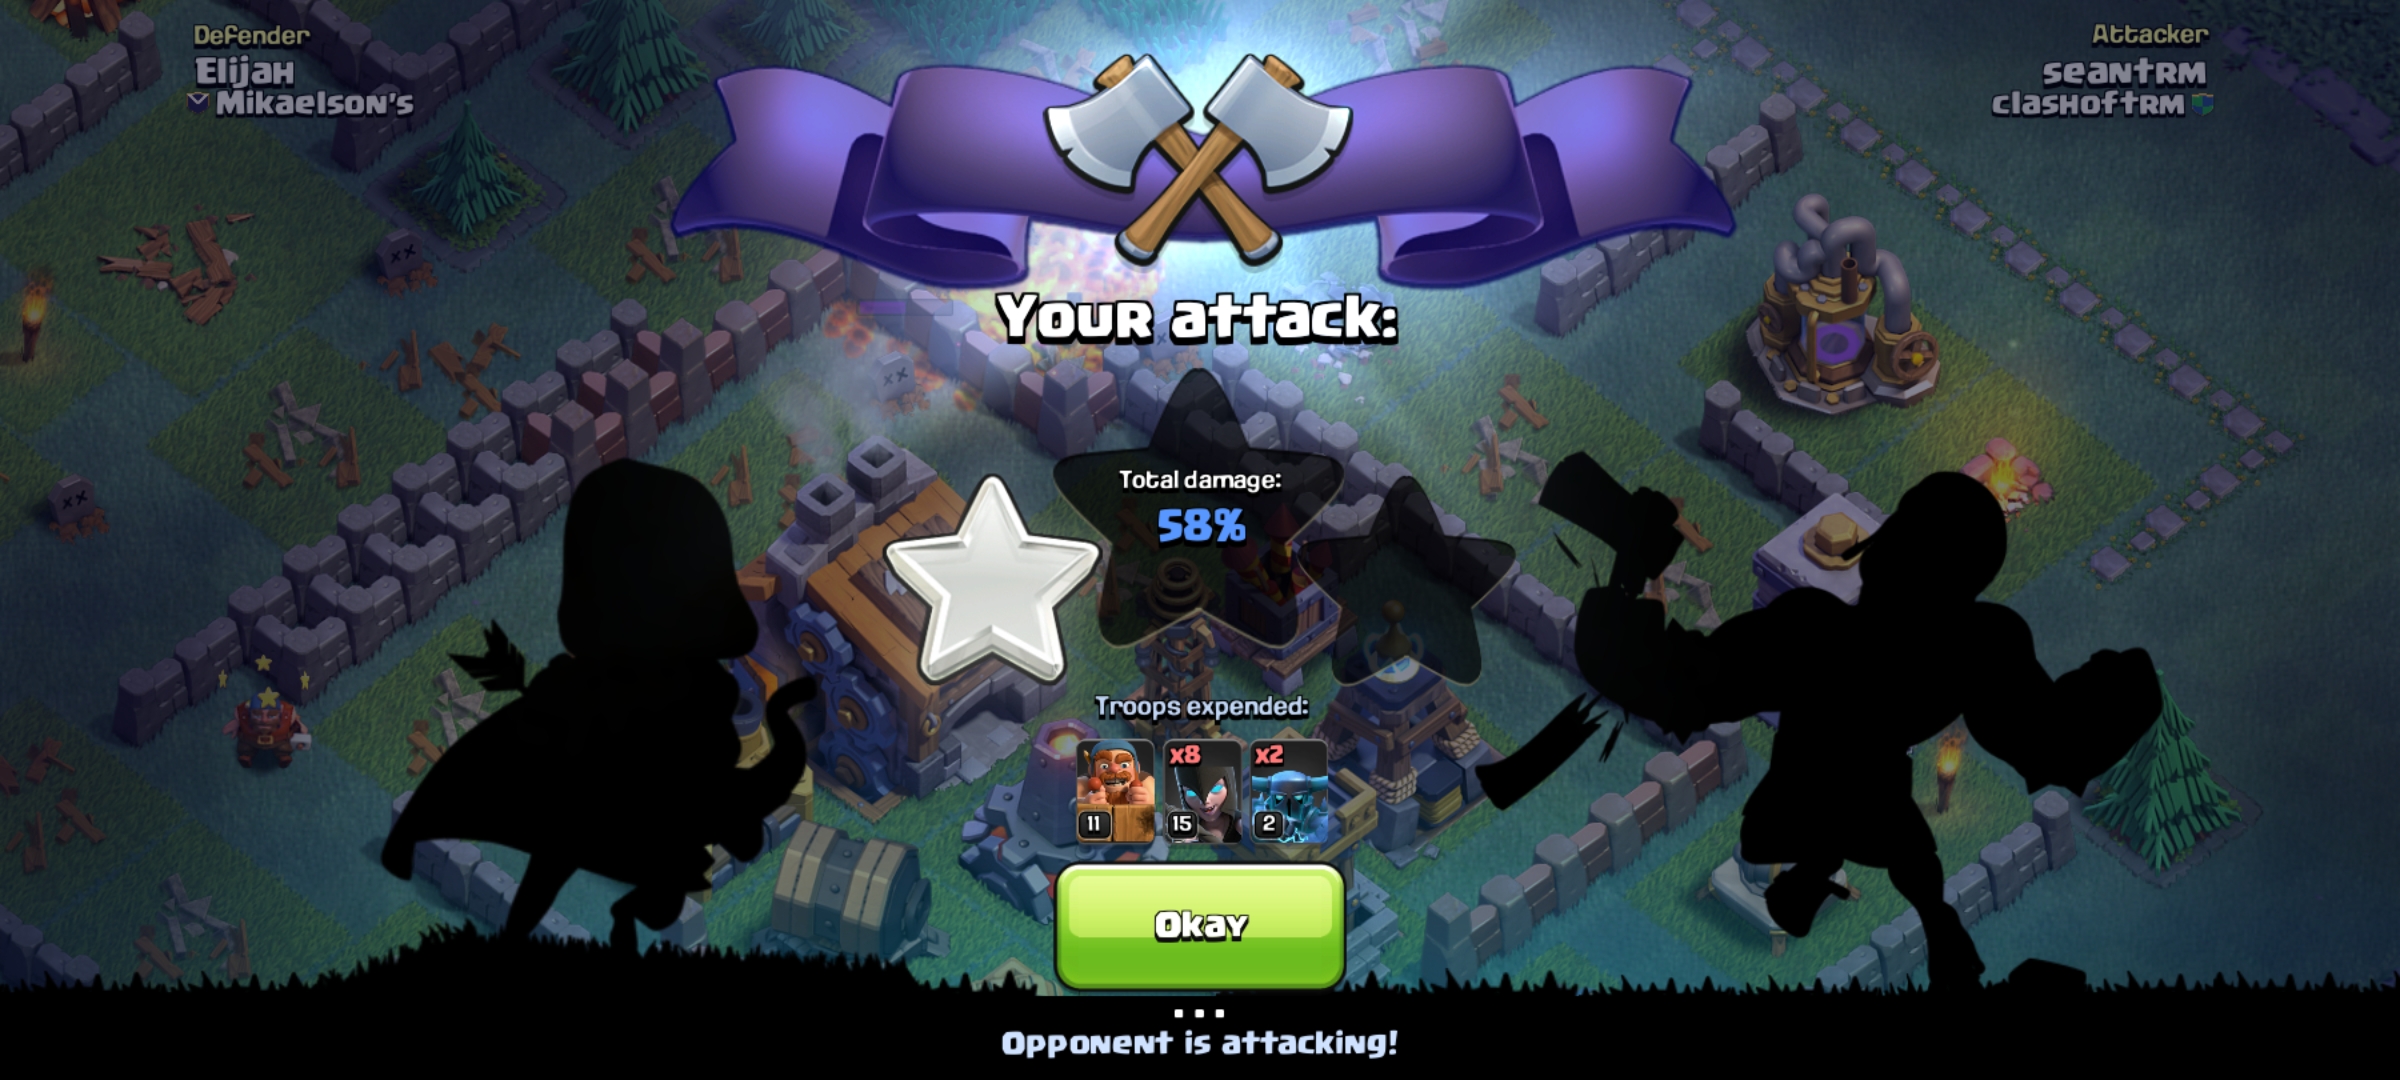 Defender
Elijah
Mikaelson's
Attacker
seantrm
clashoftrm
Your attack:
Total damage:
58%
Troops expended:
x8
x2
11
15
2
Okay
...
Opponent is attacking!